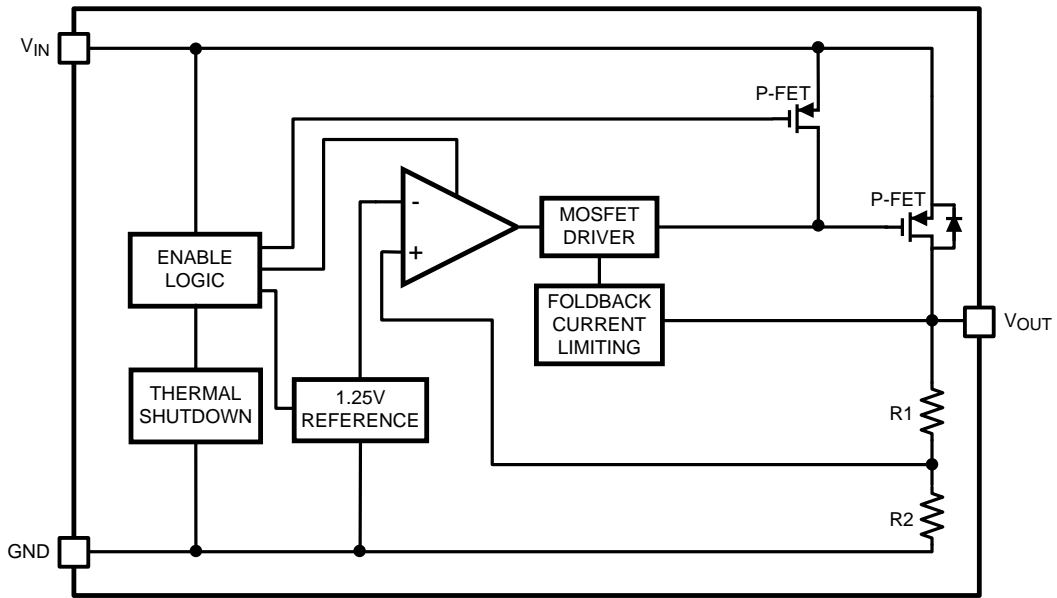 VIN
P-FET
P-FET
-
+
MOSFET
DRIVER
ENABLE
LOGIC
FOLDBACK
CURRENT
LIMITING
VOUT
THERMAL
SHUTDOWN
1.25V
REFERENCE
R1
R2
GND